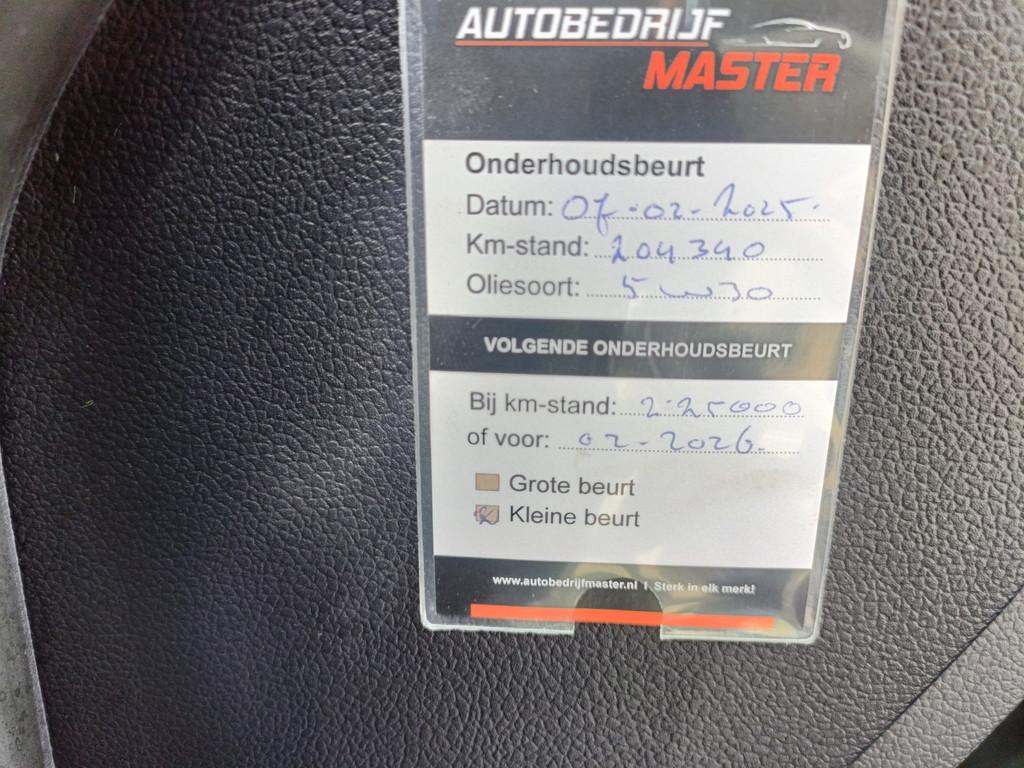 AUTOBEDRIJF
MASTER
Onderhoudsbeurt
Datum: 07-02-2025
Km-stand: 204340
Oliesoort: 5w30
VOLGENDE ONDERHOUDSBEURT
Bij km-stand: 225000
of voor: 02-2026
Grote beurt
Kleine beurt
www.autobedrijfmaster.nl | Sterk in elk merk!